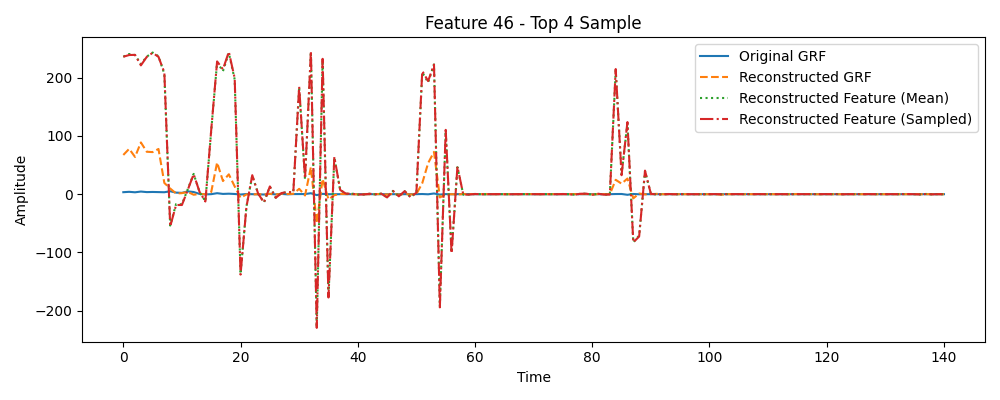 Feature 46 - Top 4 Sample
Original GRF
Reconstructed GRF
Reconstructed Feature (Mean)
Reconstructed Feature (Sampled)
Amplitude
200
100
0
−100
−200
0 20 40 60 80 100 120 140
Time